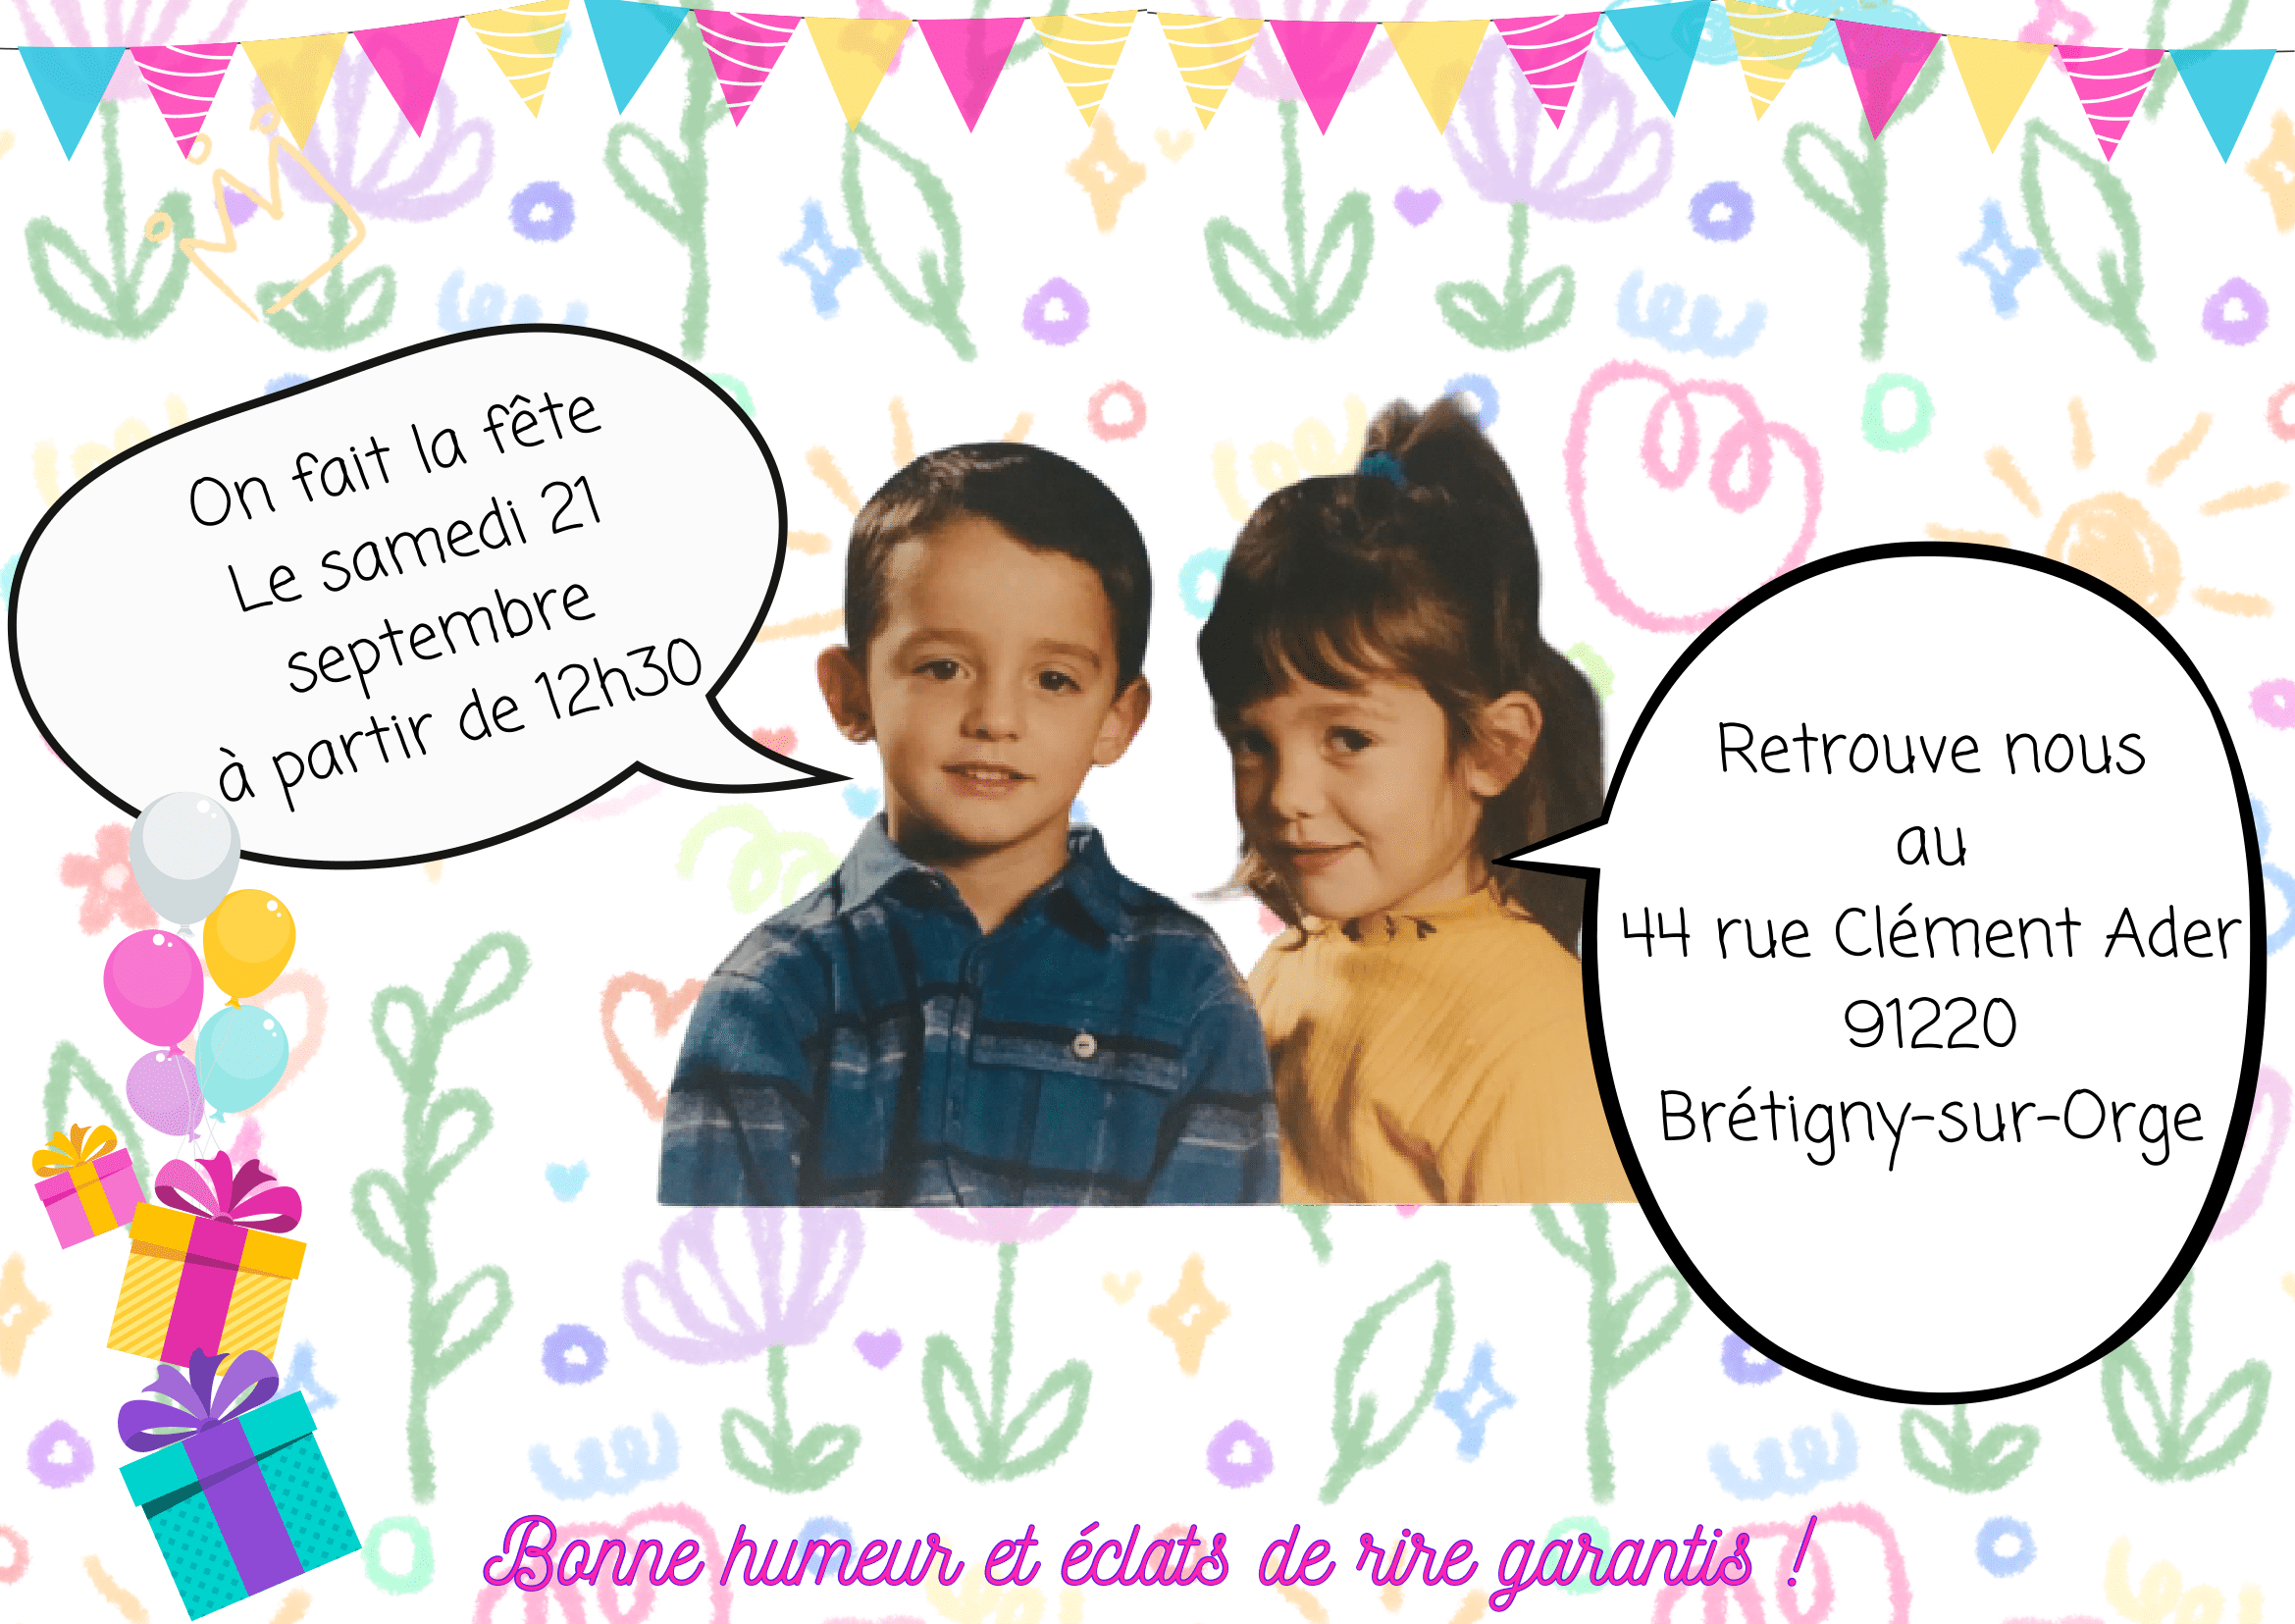 On fait la fête
Le samedi 21
septembre
à partir de 12h30
Retrouve nous
au
44 rue Clément Ader
91220
Brétigny-sur-Orge
Bonne humeur et éclats de rire garantis !